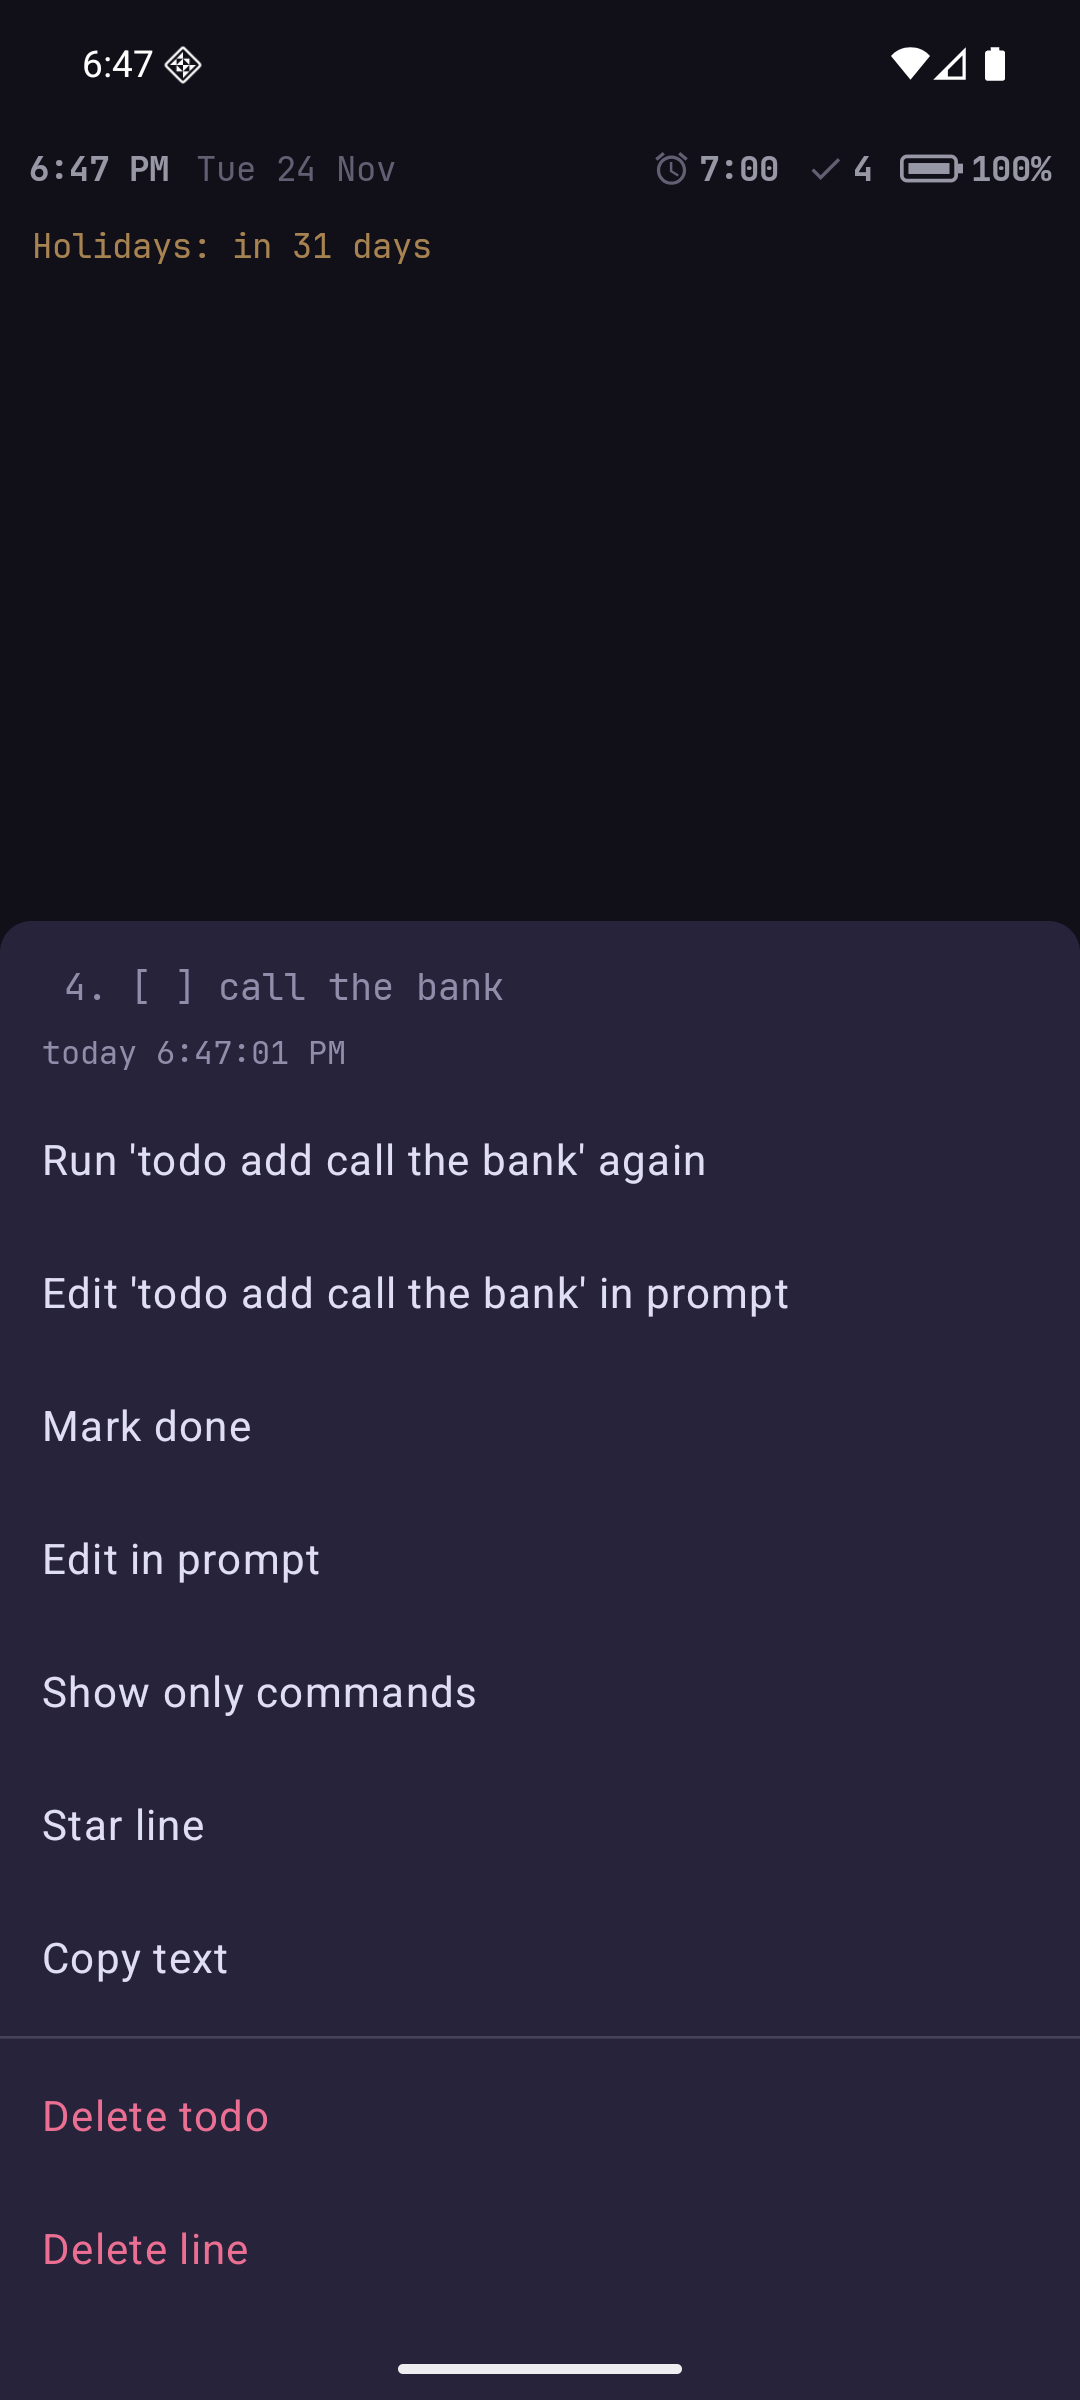 6:47
6:47 PM Tue 24 Nov 7:00 4 100%
Holidays: in 31 days
4. [ ] call the bank
today 6:47:01 PM
Run 'todo add call the bank' again
Edit 'todo add call the bank' in prompt
Mark done
Edit in prompt
Show only commands
Star line
Copy text
Delete todo
Delete line